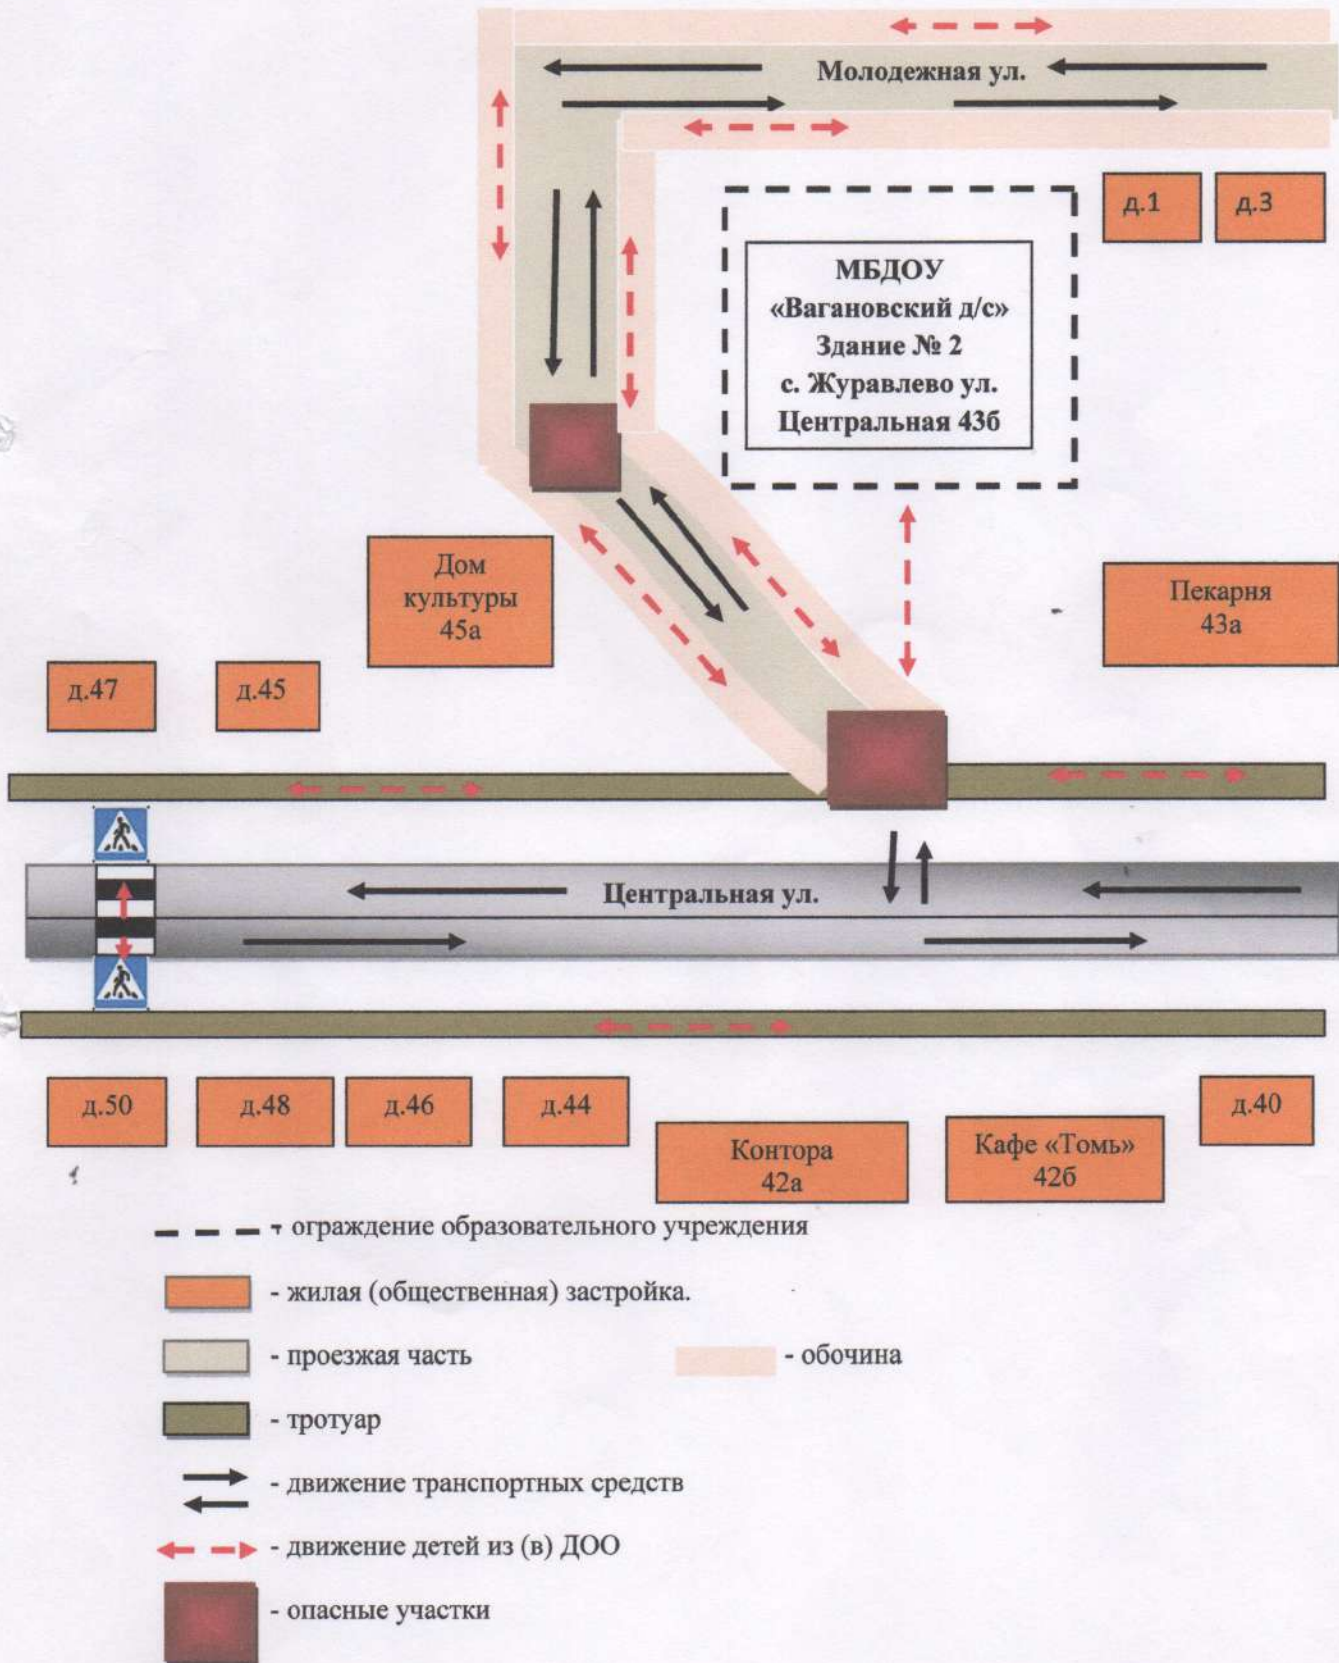 Молодежная ул.
д.1
д.3
МБДОУ
«Вагановский д/с»
Здание № 2
с. Журавлево ул.
Центральная 43б
Дом
культуры
45а
Пекарня
43а
д.47
д.45
Центральная ул.
д.50
д.48
д.46
д.44
Контора
42а
Кафе «Томь»
42б
д.40
- ограждение образовательного учреждения
- жилая (общественная) застройка.
- проезжая часть
- обочина
- тротуар
- движение транспортных средств
- движение детей из (в) ДОО
- опасные участки